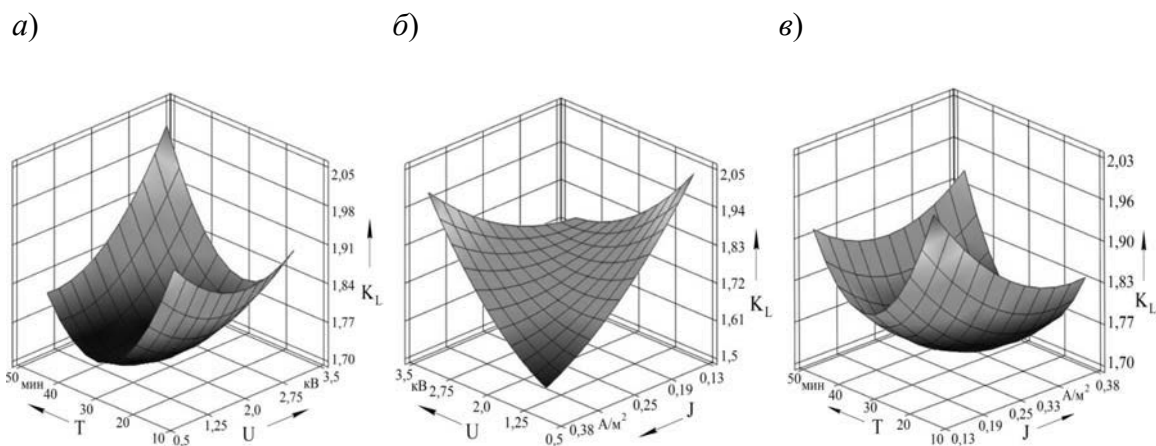 а) б) в)
2,05
1,98
1,91
1,84
K_L
1,77
1,70
50 мин 40 30 20 10
T
0,5 1,25 2,0 2,75 кВ 3,5
U
2,05
1,94
1,83
1,72
K_L
1,61
1,5
3,5 кВ 2,75 2,0 1,25 0,5
U
0,38 А/м² 0,25 0,19 0,13
J
2,03
1,96
1,90
1,83
K_L
1,77
1,70
50 мин 40 30 20 10
T
0,13 0,19 0,25 0,33 А/м² 0,38
J